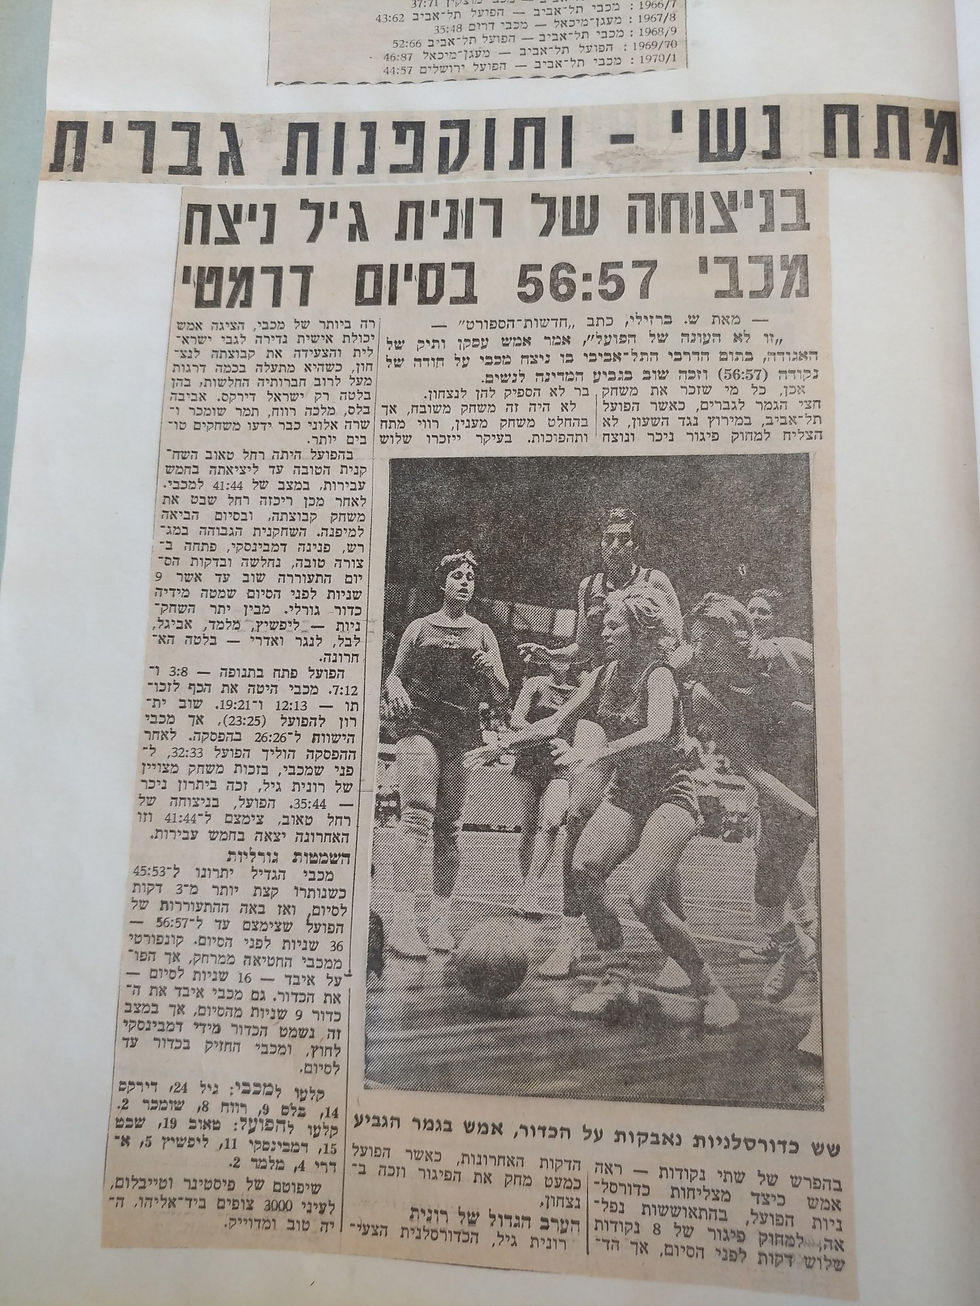 1966/7 : מכבי תל־אביב — 37:71
1967/8 : מכבי תל־אביב — הפועל תל־אביב 43:62
1968/9 : מעגן־מיכאל — מכבי דרום 35:48
1969/70 : הפועל תל־אביב — מעגן־מיכאל 46:87
1970/1 : מכבי תל־אביב — הפועל ירושלים 44:57
מתח נשי - ותוקפנות גברית
בניצוחה של רונית גיל ניצח
מכבי 56:57 בסיום דרמטי
— מאת ש. ברזילי, כתב „חדשות־הספורט” —
„זו לא העונה של הפועל”, אמר אמש עסקן ותיק של
האגודה, בתום הדרבי התל־אביבי בו ניצח מכבי על חודה של
נקודה (56:57) וזכה שוב בגביע המדינה לנשים.
אכן, כל מי שזכר את משחק
חצי הגמר לגברים, כאשר הפועל
תל־אביב, במירוץ נגד השעון, לא
הצליח למחוק פיגור ניכר ונוצח
בהפרש של שתי נקודות — ראה
אמש כיצד מצליחות כדורסל־
ניות הפועל, בהתאוששות נפל־
אה, למחוק פיגור של 8 נקודות
שלוש דקות לפני הסיום, אך הד־
בר לא הספיק להן לנצחון.
לא היה זה משחק משובח, אך
בהחלט משחק מענין, רווי מתח
ותהפוכות. בעיקר ייזכרו שלוש
הדקות האחרונות, כאשר הפועל
כמעט מחק את הפיגור וזכה ב־
נצחון.
הערב הגדול של רונית
רונית גיל, הכדורסלנית הצעי־
שש כדורסלניות נאבקות על הכדור, אמש בגמר הגביע
רה ביותר של מכבי, הציגה אמש
יכולת אישית נדירה לגבי ישרא־
לית והצעידה את קבוצתה לנצ־
חון, כשהיא מתעלה בכמה דרגות
מעל לרוב חברותיה החלשות, בהן
בלטה רק ישראל דירקס. אביבה
בלס, מלכה רווח, תמר שומכר ו־
שרה אלוני כבר ידעו משחקים טו־
בים יותר.
בהפועל היתה רחל טאוב השח־
קנית הטובה עד ליציאתה בחמש
עבירות, במצב של 41:44 למכבי.
לאחר מכן ריכזה רחל שבט את
משחק קבוצתה, ובסיום הביאה
למיפנה. השחקנית הגבוהה במג־
רש, פנינה דמבינסקי, פתחה ב־
צורה טובה, נחלשה ובדקות הס־
יום התעוררה שוב עד אשר 9
שניות לפני הסיום שמטה מידיה
כדור גורלי. מבין יתר השחק־
ניות — ליפשיץ, מלמד, אביגל,
לבל, לנגר ואדרי — בלטה הא־
חרונה.
הפועל פתח בתנופה — 3:8 ו־
7:12. מכבי היטה את הכף לזכו־
תו — 12:13 ו־19:21. שוב ית־
רון להפועל (23:25), אך מכבי
הישווה ל־26:26 בהפסקה. לאחר
ההפסקה הוליך הפועל 32:33, ל־
פני שמכבי, בזכות משחק מצויין
של רונית גיל, זכה ביתרון ניכר
— 35:44. הפועל, בניצוחה של
רחל טאוב, צימצם ל־41:44 וזו
האחרונה יצאה בחמש עבירות.
השמטות גורליות
מכבי הגדיל יתרונו ל־45:53
כשנותרו קצת יותר מ־3 דקות
לסיום, ואז באה ההתעוררות של
הפועל שצימצם עד ל־56:57 —
36 שניות לפני הסיום. קונפורטי
ממכבי החטיאה ממרחק, אך הפו־
על איבד — 16 שניות לסיום —
את הכדור. גם מכבי איבד את ה־
כדור 9 שניות מהסיום, אך במצב
זה נשמט הכדור מידי דמבינסקי
לחוץ, ומכבי החזיק בכדור עד
לסיום.
קלעו למכבי: גיל 24, דירקס
14, בלס 9, רווח 8, שומכר 2.
קלעו להפועל: טאוב 19, שבט
15, דמבינסקי 11, ליפשיץ 5, א־
דרי 4, מלמד 2.
שיפוטם של פיסטינר וטייבלום,
לעיני 3000 צופים ביד־אליהו, ה־
יה טוב ומדוייק.